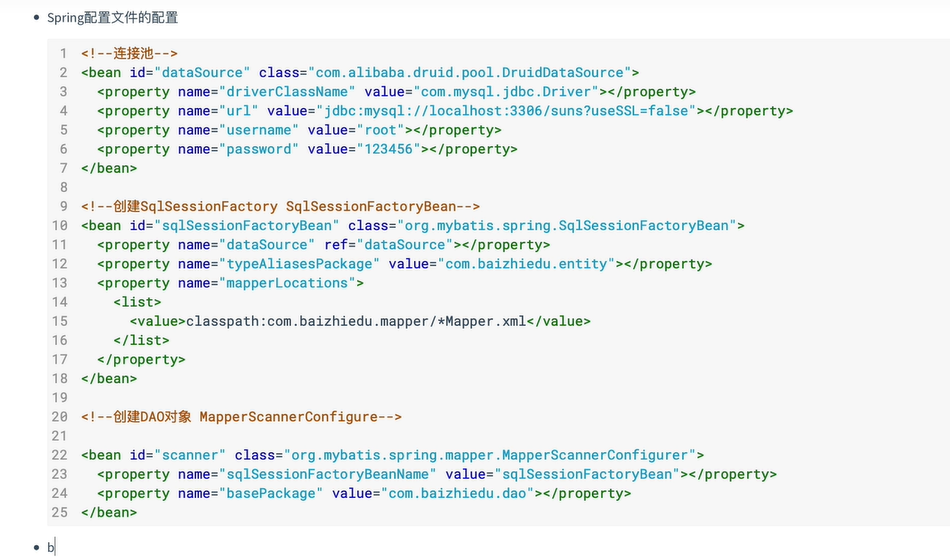 • Spring配置文件的配置
1 <!--连接池-->
2 <bean id="dataSource" class="com.alibaba.druid.pool.DruidDataSource">
3   <property name="driverClassName" value="com.mysql.jdbc.Driver"></property>
4   <property name="url" value="jdbc:mysql://localhost:3306/suns?useSSL=false"></property>
5   <property name="username" value="root"></property>
6   <property name="password" value="123456"></property>
7 </bean>
8
9 <!--创建SqlSessionFactory SqlSessionFactoryBean-->
10 <bean id="sqlSessionFactoryBean" class="org.mybatis.spring.SqlSessionFactoryBean">
11   <property name="dataSource" ref="dataSource"></property>
12   <property name="typeAliasesPackage" value="com.baizhiedu.entity"></property>
13   <property name="mapperLocations">
14     <list>
15       <value>classpath:com.baizhiedu.mapper/*Mapper.xml</value>
16     </list>
17   </property>
18 </bean>
19
20 <!--创建DAO对象 MapperScannerConfigure-->
21
22 <bean id="scanner" class="org.mybatis.spring.mapper.MapperScannerConfigurer">
23   <property name="sqlSessionFactoryBeanName" value="sqlSessionFactoryBean"></property>
24   <property name="basePackage" value="com.baizhiedu.dao"></property>
25 </bean>
• b